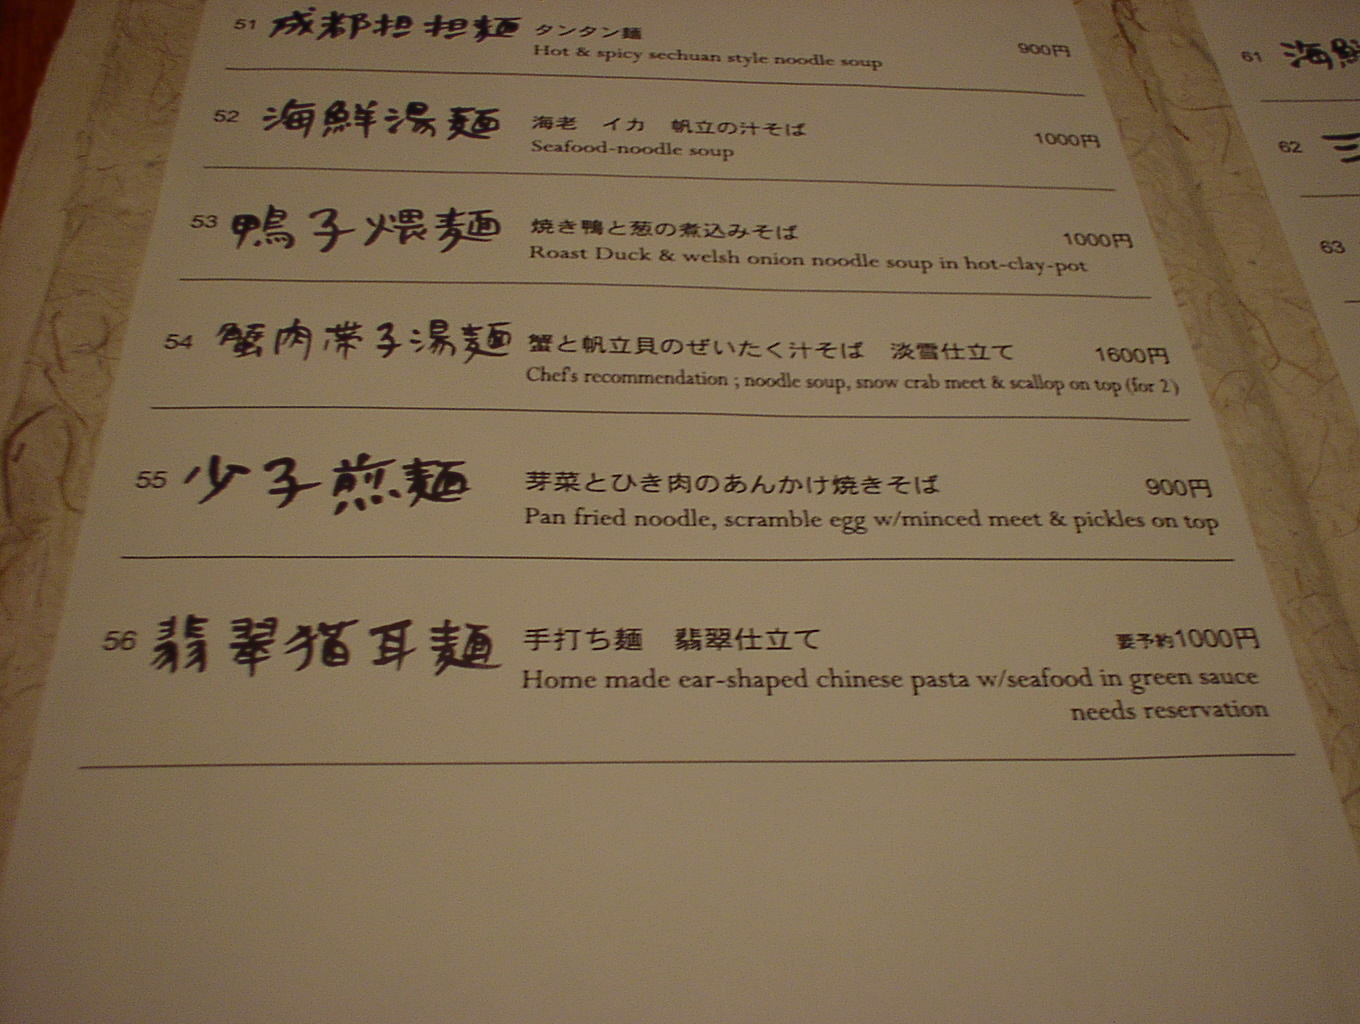 51 成都担担麺 タンタン麺 900円
Hot & spicy sechuan style noodle soup
52 海鮮湯麺 海老 イカ 帆立の汁そば 1000円
Seafood-noodle soup
53 鴨子煨麺 焼き鴨と葱の煮込みそば 1000円
Roast Duck & welsh onion noodle soup in hot-clay-pot
54 蟹肉帯子湯麺 蟹と帆立貝のぜいたく汁そば 淡雪仕立て 1600円
Chef's recommendation ; noodle soup, snow crab meet & scallop on top (for 2)
55 少子煎麺 芽菜とひき肉のあんかけ焼きそば 900円
Pan fried noodle, scramble egg w/minced meet & pickles on top
56 翡翠猫耳麺 手打ち麺 翡翠仕立て 要予約1000円
Home made ear-shaped chinese pasta w/seafood in green sauce
needs reservation
61 海鮮
62 三
63